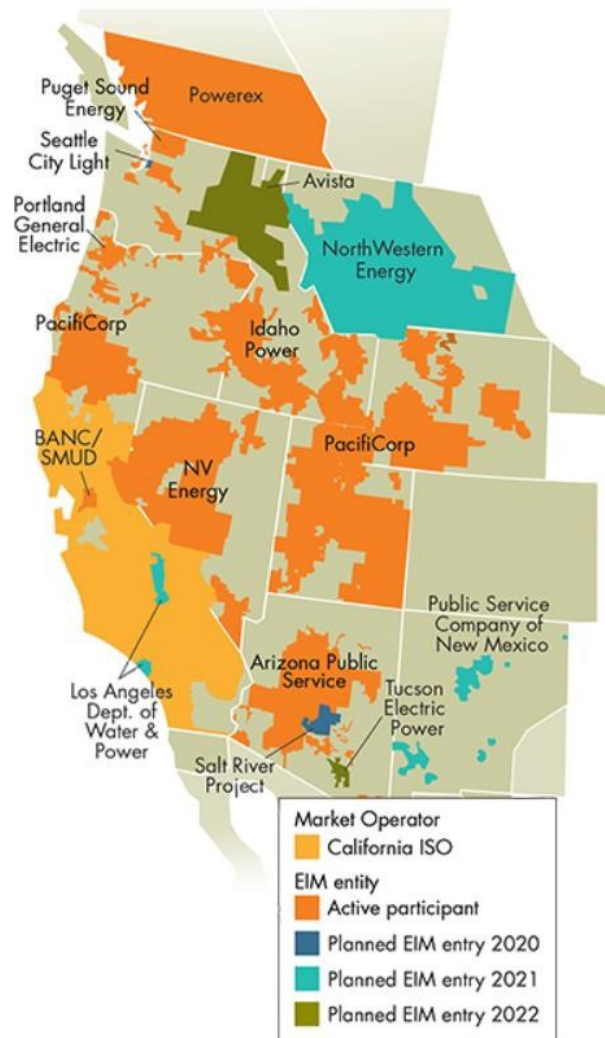 Powerex
Puget Sound
Energy
Seattle
City Light
Avista
Portland
General
Electric
NorthWestern
Energy
PacifiCorp
Idaho
Power
BANC/
SMUD
NV
Energy
PacifiCorp
Public Service
Company of
New Mexico
Arizona Public
Service
Los Angeles
Dept. of
Water &
Power
Tucson
Electric
Power
Salt River
Project
Market Operator
California ISO
EIM entity
Active participant
Planned EIM entry 2020
Planned EIM entry 2021
Planned EIM entry 2022